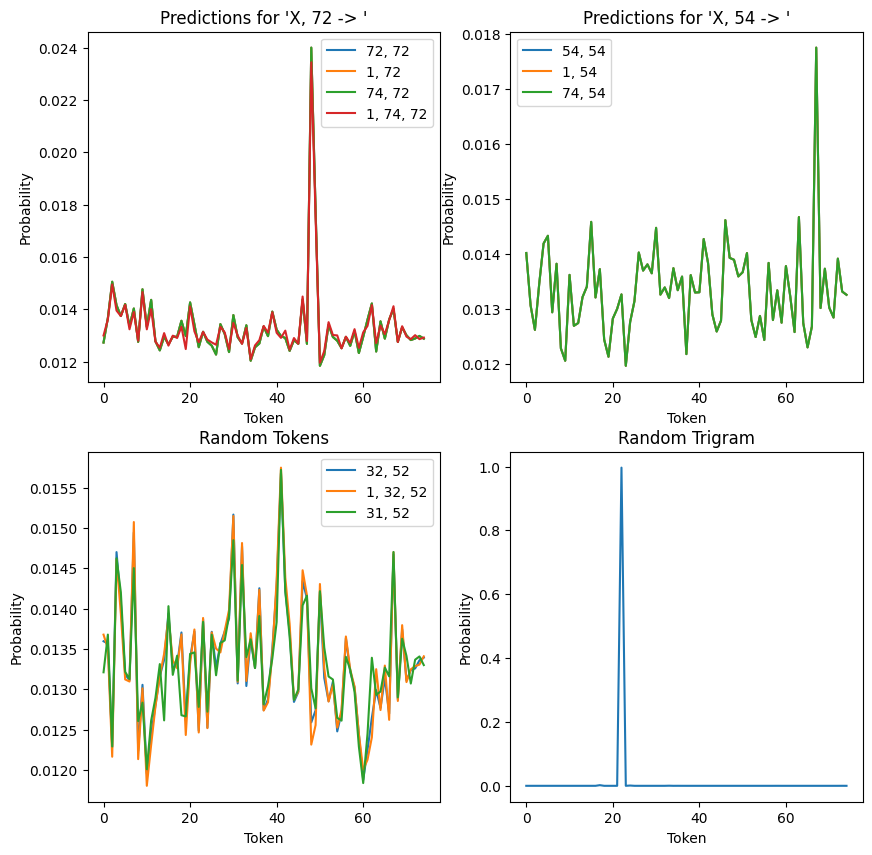 Predictions for 'X, 72 -> '
0.024
0.022
0.020
0.018
0.016
0.014
0.012
Probability
72, 72
1, 72
74, 72
1, 74, 72
0 20 40 60
Token
Predictions for 'X, 54 -> '
0.018
0.017
0.016
0.015
0.014
0.013
0.012
Probability
54, 54
1, 54
74, 54
0 20 40 60
Token
Random Tokens
0.0155
0.0150
0.0145
0.0140
0.0135
0.0130
0.0125
0.0120
Probability
32, 52
1, 32, 52
31, 52
0 20 40 60
Token
Random Trigram
1.0
0.8
0.6
0.4
0.2
0.0
Probability
0 20 40 60
Token